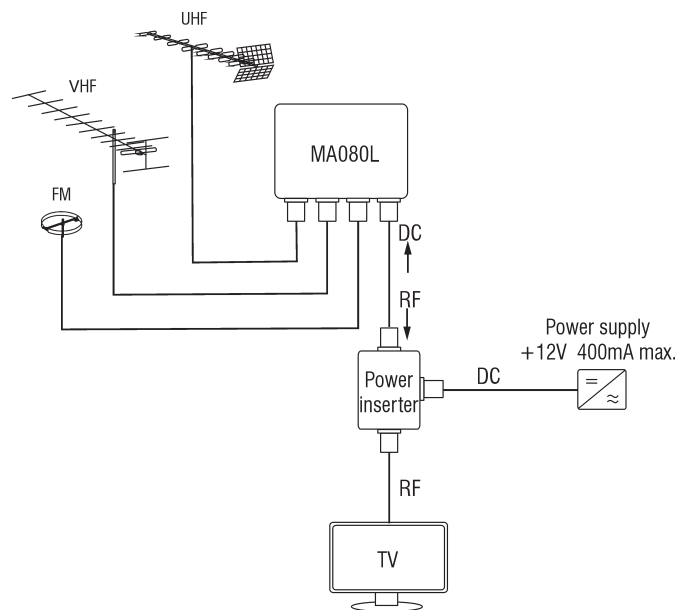 UHF
VHF
MA080L
FM
DC
RF
Power supply
+12V 400mA max.
Power
inserter
DC
RF
TV